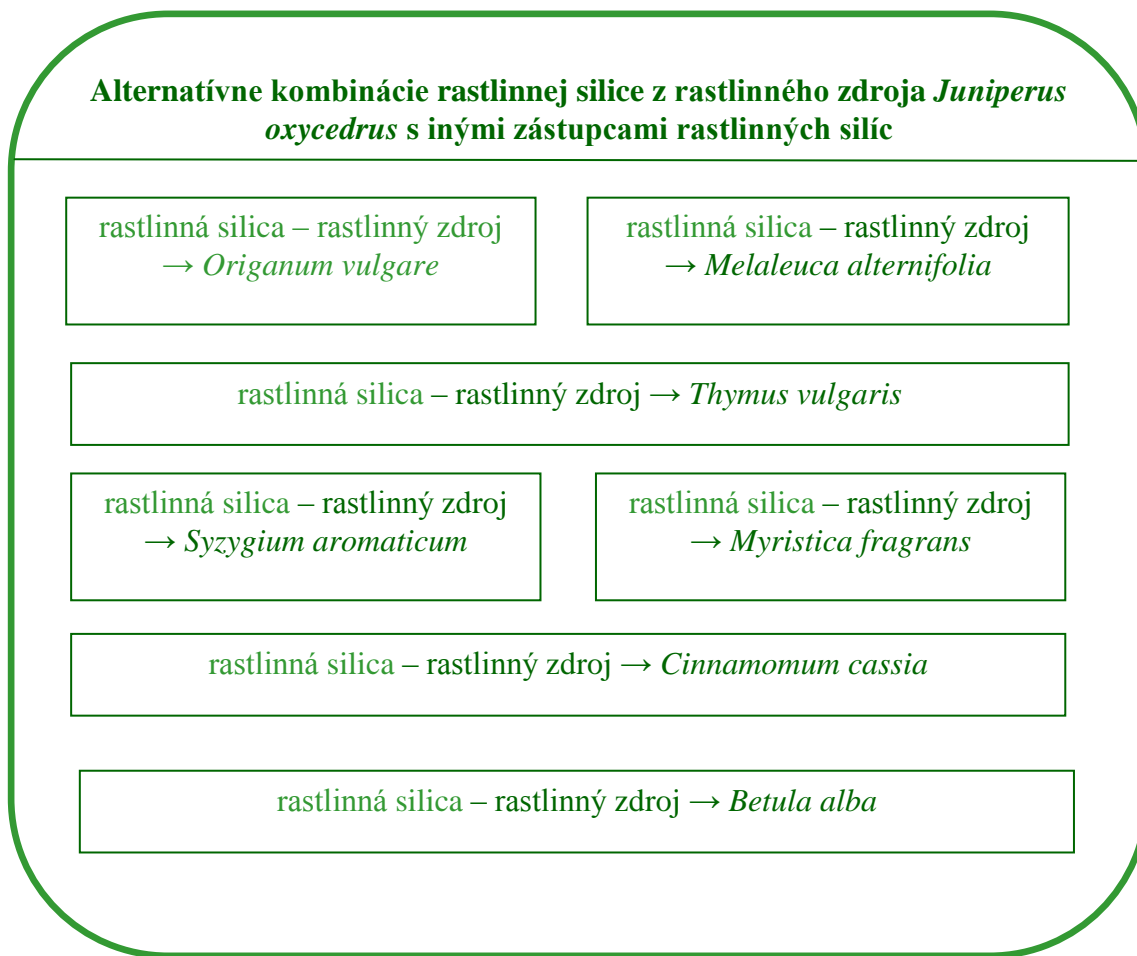 Alternatívne kombinácie rastlinnej silice z rastlinného zdroja Juniperus
oxycedrus s inými zástupcami rastlinných silíc
rastlinná silica – rastlinný zdroj
→ Origanum vulgare
rastlinná silica – rastlinný zdroj
→ Melaleuca alternifolia
rastlinná silica – rastlinný zdroj → Thymus vulgaris
rastlinná silica – rastlinný zdroj
→ Syzygium aromaticum
rastlinná silica – rastlinný zdroj
→ Myristica fragrans
rastlinná silica – rastlinný zdroj → Cinnamomum cassia
rastlinná silica – rastlinný zdroj → Betula alba